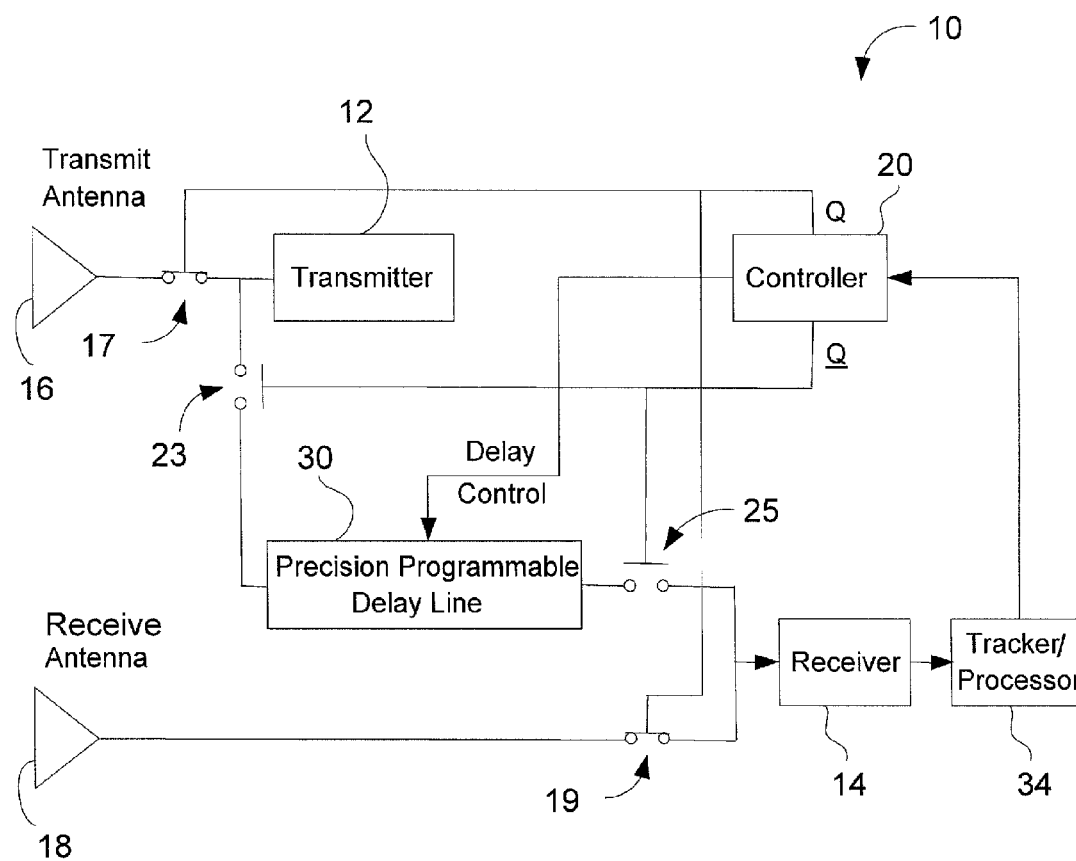 10
12
Transmit
Antenna
20
Q
Transmitter
Controller
17
16
Q
23
30
Delay
Control
25
Precision Programmable
Delay Line
Receive
Antenna
Receiver
Tracker/
Processor
19
14
34
18